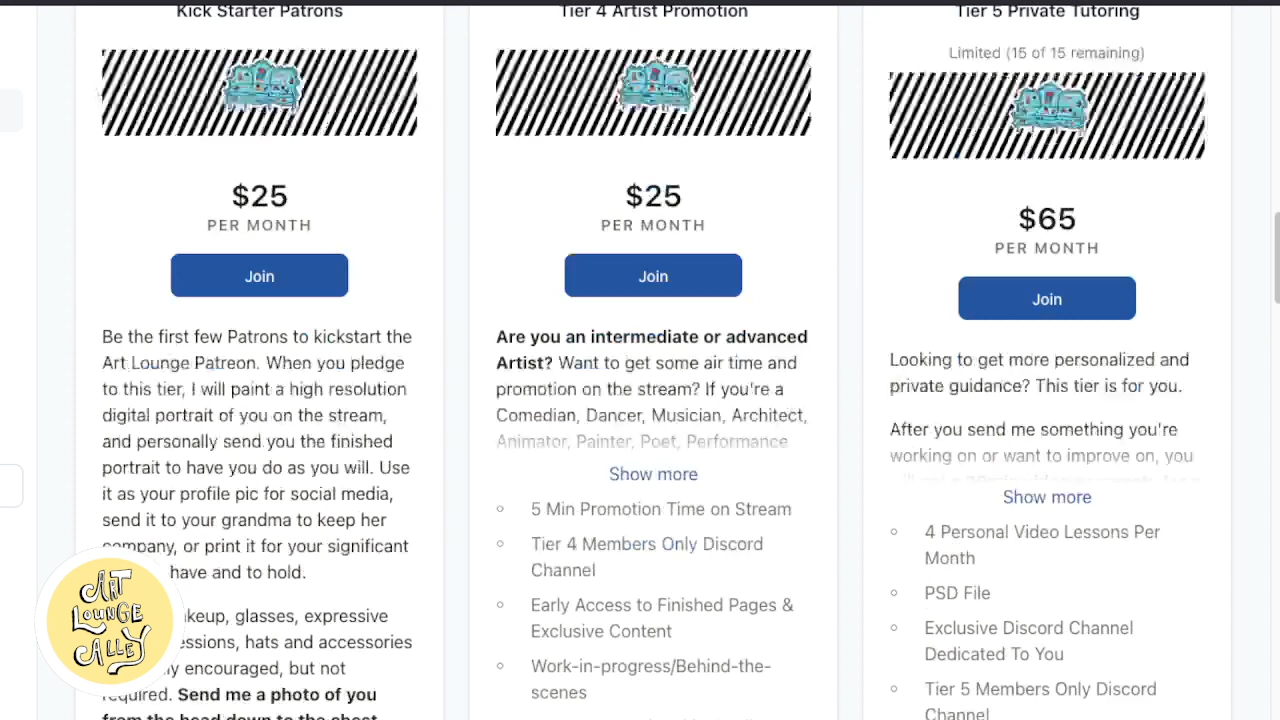 Kick Starter Patrons
$25
PER MONTH
Join
Be the first few Patrons to kickstart the
Art Lounge Patreon. When you pledge
to this tier, I will paint a high resolution
digital portrait of you on the stream,
and personally send you the finished
portrait to have you do as you will. Use
it as your profile pic for social media,
send it to your grandma to keep her
company, or print it for your significant
have and to hold.
glasses, expressive
hats and accessories
encouraged, but not
required. Send me a photo of you
from the head down to the chest
Tier 4 Artist Promotion
$25
PER MONTH
Join
Are you an intermediate or advanced
Artist? Want to get some air time and
promotion on the stream? If you're a
Comedian, Dancer, Musician, Architect,
Animator, Painter, Poet, Performance
Show more
5 Min Promotion Time on Stream
Tier 4 Members Only Discord
Channel
Early Access to Finished Pages &
Exclusive Content
Work-in-progress/Behind-the-
scenes
Tier 5 Private Tutoring
Limited (15 of 15 remaining)
$65
PER MONTH
Join
Looking to get more personalized and
private guidance? This tier is for you.
After you send me something you're
working on or want to improve on, you
Show more
4 Personal Video Lessons Per
Month
PSD File
Exclusive Discord Channel
Dedicated To You
Tier 5 Members Only Discord
Channel
ART
LOUNGE
CALLEY